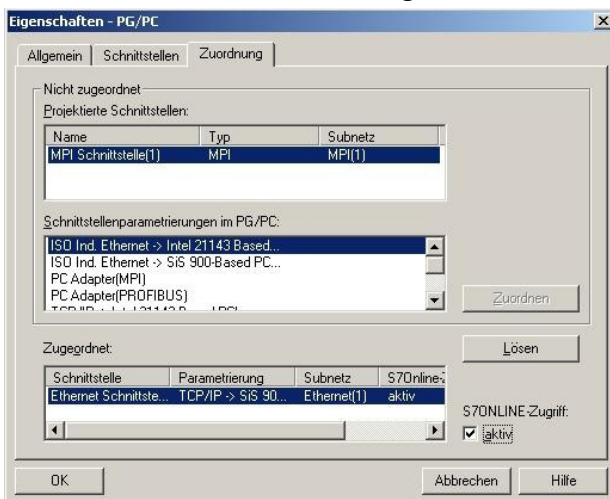 Eigenschaften - PG/PC
Allgemein Schnittstellen Zuordnung
Nicht zugeordnet
Projektierte Schnittstellen:
Name Typ Subnetz
MPI Schnittstelle(1) MPI MPI(1)
Schnittstellenparametrierungen im PG/PC:
ISO Ind. Ethernet -> Intel 21143 Based...
ISO Ind. Ethernet -> SiS 900-Based PC...
PC Adapter(MPI)
PC Adapter(PROFIBUS)
Zuordnen
Zugeordnet:
Lösen
Schnittstelle Parametrierung Subnetz S7Online-
Ethernet Schnittste... TCP/IP -> SiS 90... Ethernet(1) aktiv
S7ONLINE-Zugriff:
aktiv
OK Abbrechen Hilfe